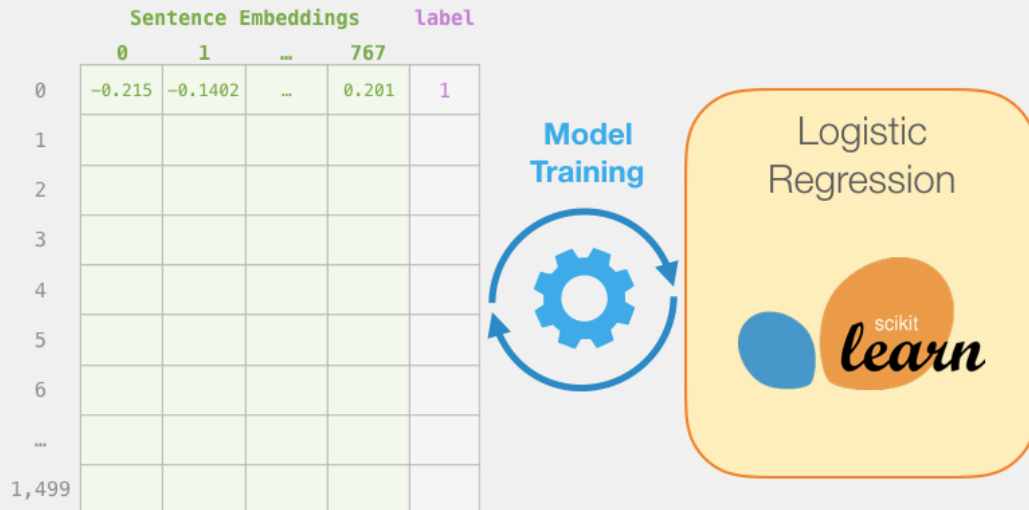 Sentence Embeddings label
0 1 … 767
0 -0.215 -0.1402 … 0.201 1
1
2
3
4
5
6
…
1,499
Model
Training
Logistic
Regression
scikit
learn